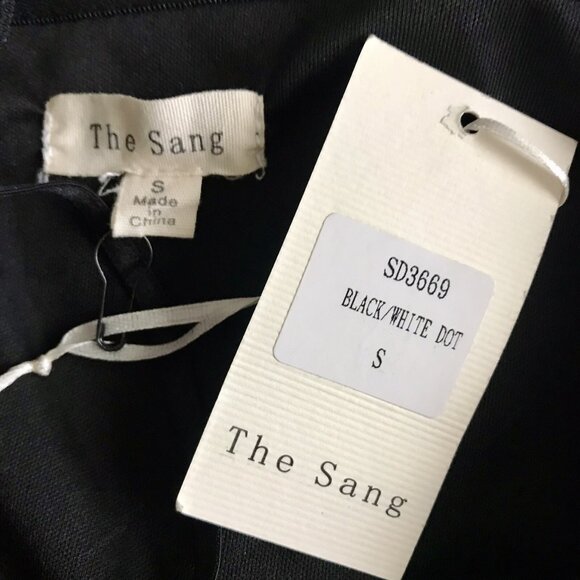 The Sang
S
Made
in
China
SD3669
BLACK/WHITE DOT
S
The Sang